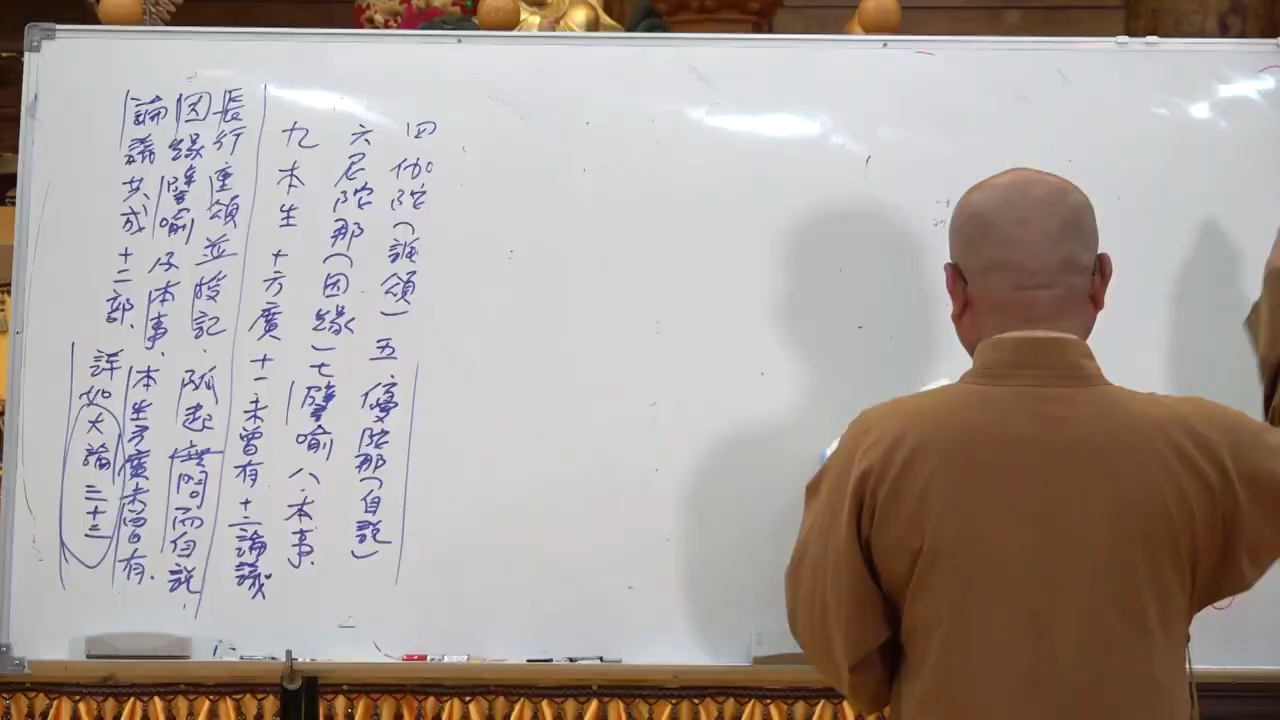 四伽陀(諷頌)五優陀那(自說)
六尼陀那(因緣)七譬喻八本事.
九本生十方廣十一未曾有十二論議
長行重頌並授記、
孤起無問而自說
因緣譬喻及本事、
本生方廣未曾有.
論議共成十二部、
詳如大論三十三